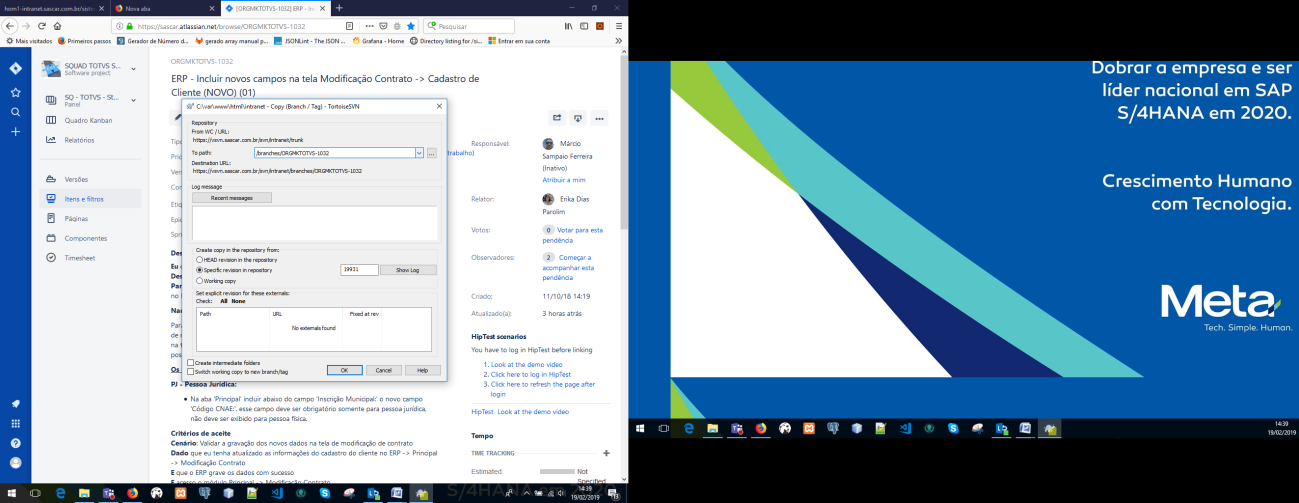 hom1-intranet.sascar.com.br/siste
Nova aba
[ORGMKTOTVS-1032] ERP - In
https://sascar.atlassian.net/browse/ORGMKTOTVS-1032
Pesquisar
Mais visitados
Primeiros passos
Gerador de Número d...
gerado array manual p...
JSONLint - The JSON ...
Grafana - Home
Directory listing for /si...
Entrar em sua conta
SQUAD TOTVS S...
Software project
SQ - TOTVS - St...
Painel
Quadro Kanban
Relatórios
Versões
Itens e filtros
Páginas
Componentes
Timesheet
ORGMKTOTVS-1032
ERP - Incluir novos campos na tela Modificação Contrato -> Cadastro de
Cliente (NOVO) (01)
C:\var\www\html\intranet - Copy (Branch / Tag) - TortoiseSVN
Repository
From WC / URL:
https://vsvn.sascar.com.br/svn/intranet/trunk
To path:
/branches/ORGMKTOTVS-1032
Destination URL:
https://vsvn.sascar.com.br/svn/intranet/branches/ORGMKTOTVS-1032
Log message
Recent messages
Create copy in the repository from:
HEAD revision in the repository
Specific revision in repository
19931
Show Log
Working copy
Set explicit revision for these externals:
Check: All None
Path URL Fixed at rev
No externals found
Create intermediate folders
Switch working copy to new branch/tag
OK
Cancel
Help
trabalho)
PJ - Pessoa Jurídica:
Na aba 'Principal' incluir abaixo do campo 'Inscrição Municipal:' o novo campo
'Código CNAE:', esse campo deve ser obrigatório somente para pessoa jurídica,
não deve ser exibido para pessoa física.
Critérios de aceite
Cenário: Validar a gravação dos novos dados na tela de modificação de contrato
Dado que eu tenha atualizado as informações do cadastro do cliente no ERP -> Principal
-> Modificação Contrato
E que o ERP grave os dados com sucesso
E acesso o módulo Principal -> Modificação Contrato
Responsável:
Márcio
Sampaio Ferreira
(Inativo)
Atribuir a mim
Relator:
Erika Dias
Parolim
Votos:
0 Votar para esta
pendência
Observadores:
2 Começar a
acompanhar esta
pendência
Criado:
11/10/18 14:19
Atualizado(a):
3 horas atrás
HipTest scenarios
You have to log in HipTest before linking
1. Look at the demo video
2. Click here to log in HipTest
3. Click here to refresh the page after
login
HipTest Look at the demo video
Tempo
TIME TRACKING
Estimated:
Not
Specified
S/4HANA em 2020
14:39
19/02/2019
Dobrar a empresa e ser
líder nacional em SAP
S/4HANA em 2020.
Crescimento Humano
com Tecnologia.
Meta
Tech. Simple. Human.
14:39
19/02/2019